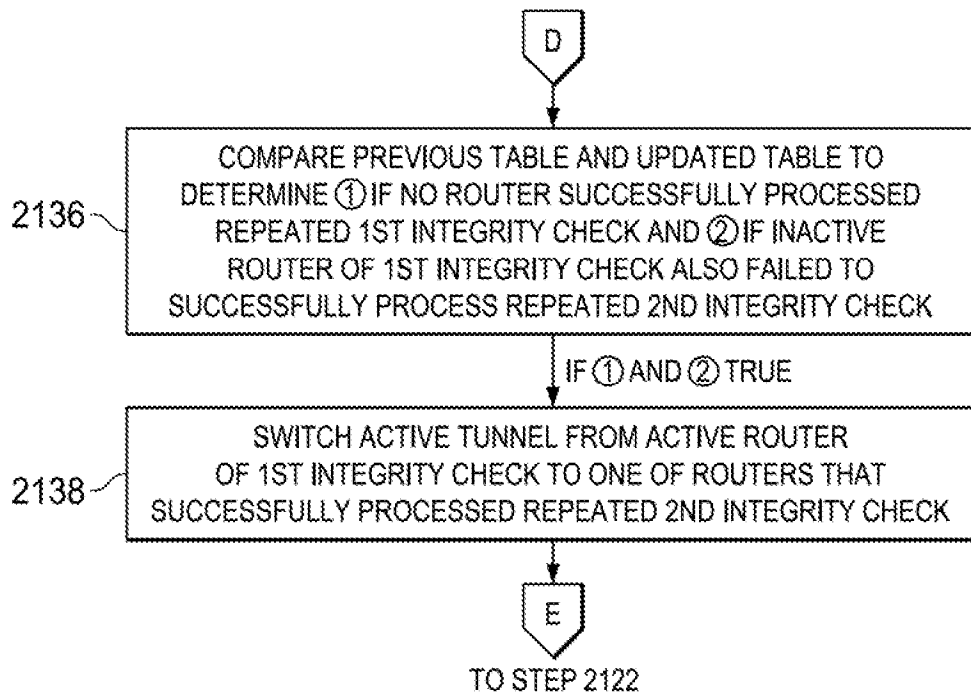 D
COMPARE PREVIOUS TABLE AND UPDATED TABLE TO
DETERMINE ① IF NO ROUTER SUCCESSFULLY PROCESSED
2136
REPEATED 1ST INTEGRITY CHECK AND ② IF INACTIVE
ROUTER OF 1ST INTEGRITY CHECK ALSO FAILED TO
SUCCESSFULLY PROCESS REPEATED 2ND INTEGRITY CHECK
IF ① AND ② TRUE
SWITCH ACTIVE TUNNEL FROM ACTIVE ROUTER
2138
OF 1ST INTEGRITY CHECK TO ONE OF ROUTERS THAT
SUCCESSFULLY PROCESSED REPEATED 2ND INTEGRITY CHECK
E
TO STEP 2122